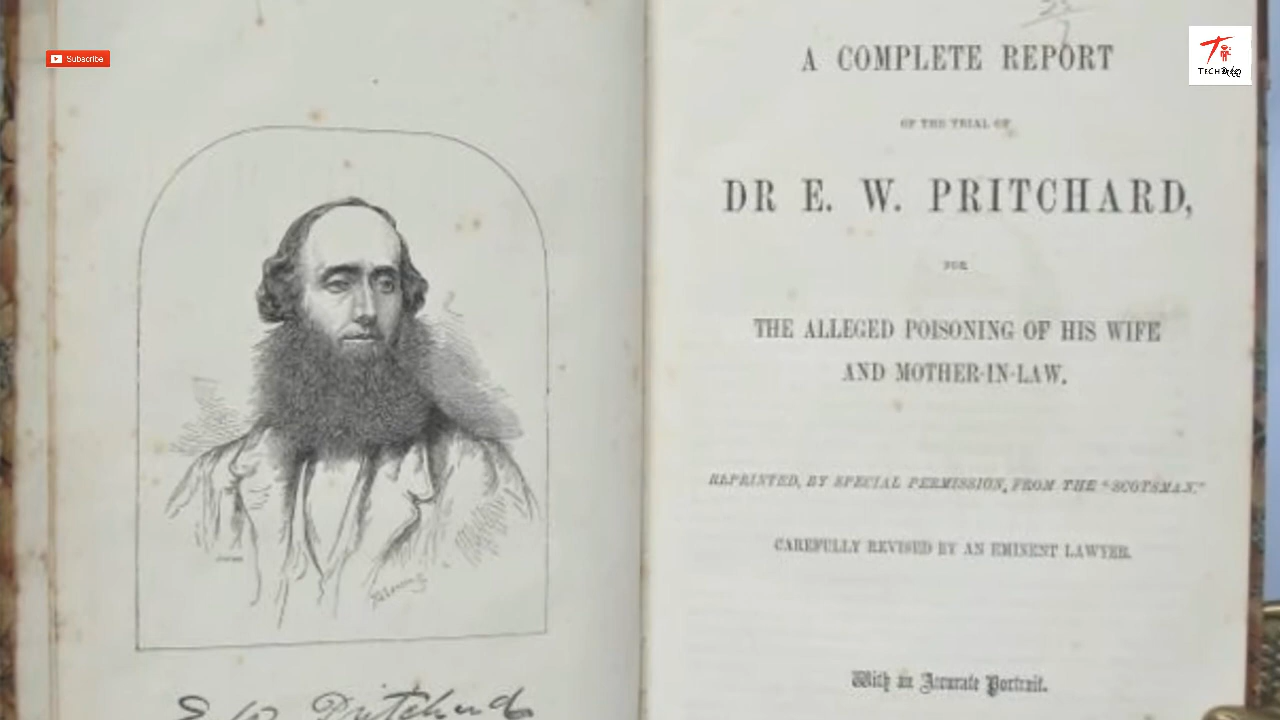 Subscribe
E W Pritchard
A COMPLETE REPORT
OF THE TRIAL OF
DR E. W. PRITCHARD,
FOR
THE ALLEGED POISONING OF HIS WIFE
AND MOTHER-IN-LAW.
REPRINTED, BY SPECIAL PERMISSION, FROM THE "SCOTSMAN."
CAREFULLY REVISED BY AN EMINENT LAWYER.
With an Accurate Portrait.